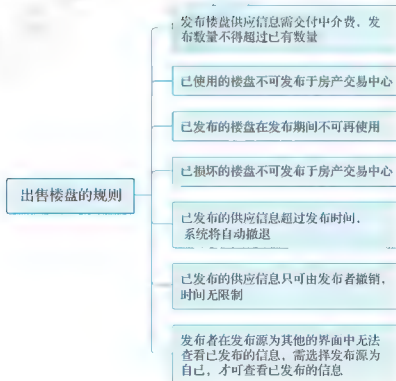 发布楼盘供应信息需交付中介费，发
布数量不得超过已有数量
已使用的楼盘不可发布于房产交易中心
已发布的楼盘在发布期间不可再使用
已损坏的楼盘不可发布于房产交易中心
出售楼盘的规则
已发布的供应信息超过发布时间，
系统将自动撤退
已发布的供应信息只可由发布者撤销，
时间无限制
发布者在发布源为其他的界面中无法
查看已发布的信息，需选择发布源为
自己，才可查看已发布的信息